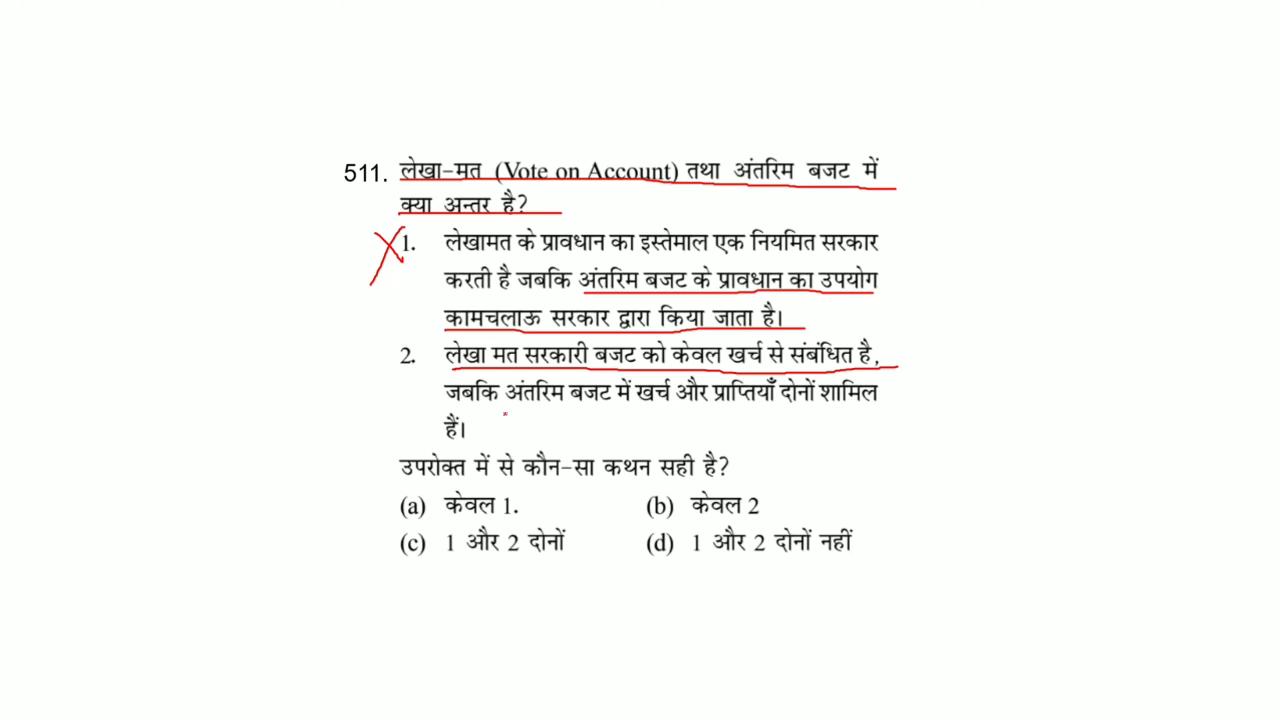 511. लेखा-मत (Vote on Account) तथा अंतरिम बजट में
क्या अन्तर है?
1. लेखामत के प्रावधान का इस्तेमाल एक नियमित सरकार
करती है जबकि अंतरिम बजट के प्रावधान का उपयोग
कामचलाऊ सरकार द्वारा किया जाता है।
2. लेखा मत सरकारी बजट को केवल खर्च से संबंधित है,
जबकि अंतरिम बजट में खर्च और प्राप्तियाँ दोनों शामिल
हैं।
उपरोक्त में से कौन-सा कथन सही है?
(a) केवल 1. (b) केवल 2
(c) 1 और 2 दोनों (d) 1 और 2 दोनों नहीं